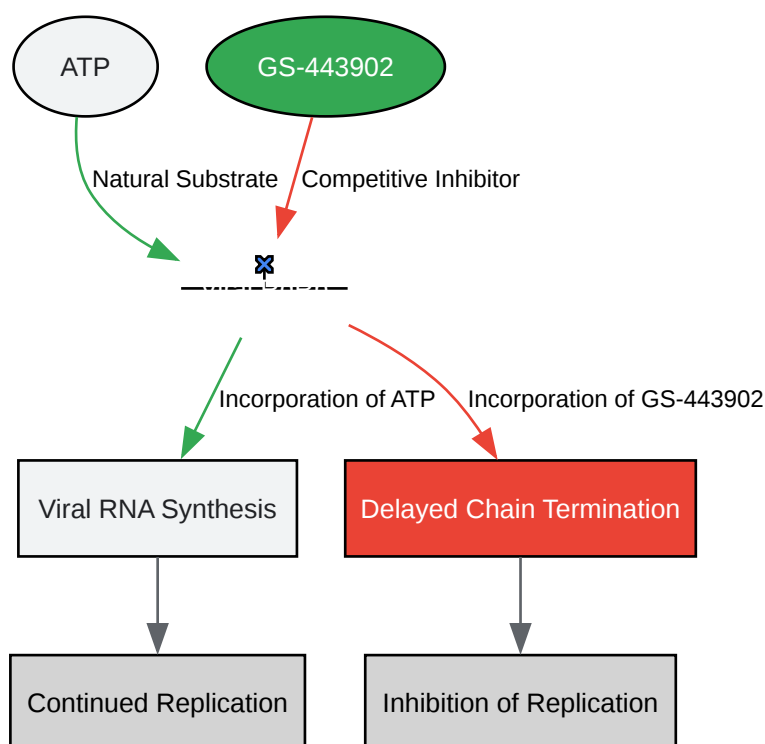 ATP
GS-443902
Natural Substrate
Competitive Inhibitor
Incorporation of ATP
Incorporation of GS-443902
Viral RNA Synthesis
Delayed Chain Termination
Continued Replication
Inhibition of Replication